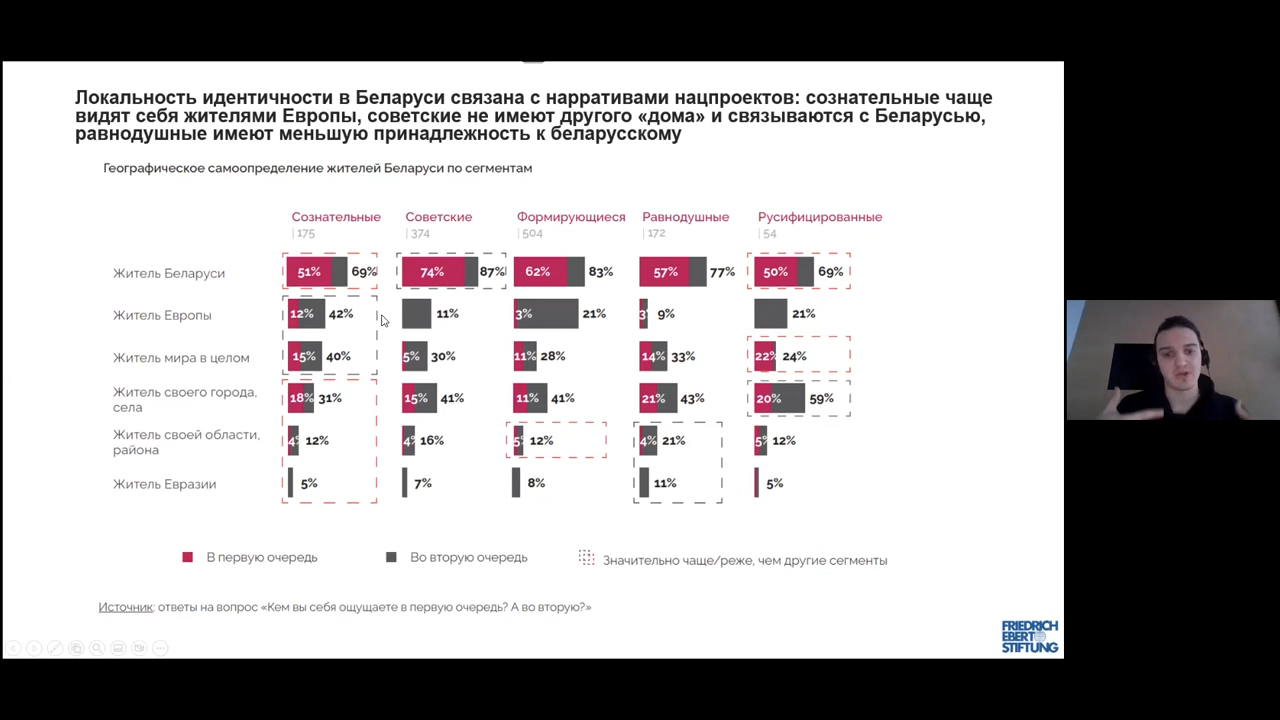 Локальность идентичности в Беларуси связана с нарративами нацпроектов: сознательные чаще
видят себя жителями Европы, советские не имеют другого «дома» и связываются с Беларусью,
равнодушные имеют меньшую принадлежность к беларусскому
Географическое самоопределение жителей Беларуси по сегментам
Сознательные Советские Формирующиеся Равнодушные Русифицированные
| 175 | 374 | 504 | 172 | 54
Житель Беларуси 51% 69% 74% 87% 62% 83% 57% 77% 50% 69%
Житель Европы 12% 42% 11% 3% 21% 3% 9% 21%
Житель мира в целом 15% 40% 5% 30% 11% 28% 14% 33% 22% 24%
Житель своего города,
села 18% 31% 15% 41% 11% 41% 21% 43% 20% 59%
Житель своей области,
района 4% 12% 4% 16% 5% 12% 4% 21% 5% 12%
Житель Евразии 5% 7% 8% 11% 5%
В первую очередь Во вторую очередь Значительно чаще/реже, чем другие сегменты
Источник: ответы на вопрос «Кем вы себя ощущаете в первую очередь? А во вторую?»
FRIEDRICH
EBERT
STIFTUNG